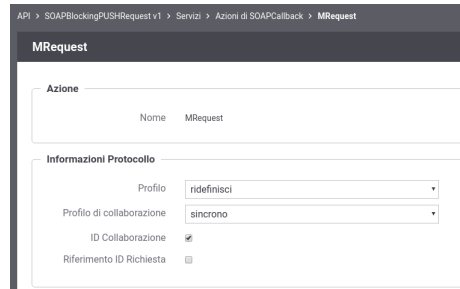 API > SOAPBlockingPUSHRequest v1 > Servizi > Azioni di SOAPCallback > MRequest
MRequest
Azione
Nome MRequest
Informazioni Protocollo
Profilo ridefinisci
Profilo di collaborazione sincrono
ID Collaborazione
Riferimento ID Richiesta